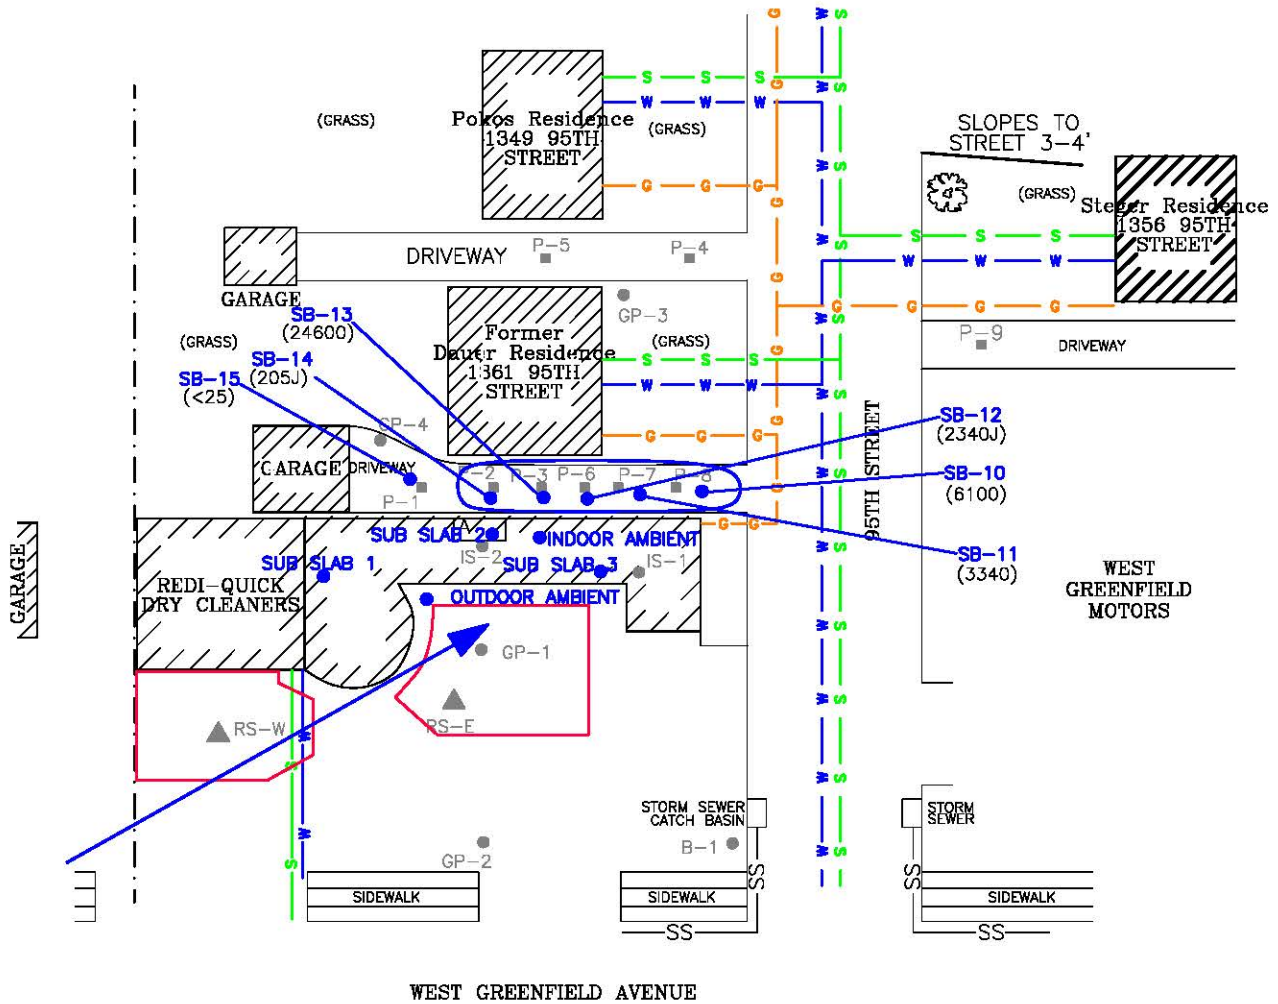 G
W
S
S
W
W
S
W
S
W
S
W
G
W
W
W
Pokos Residence
1349 95TH
STREET
(GRASS)
(GRASS)
G
G
G
SLOPES TO
STREET 3-4'
(GRASS)
Steger Residence
1356 95TH
STREET
S
S
S
W
W
W
G
G
G
G
W
S
P-5
P-4
DRIVEWAY
GARAGE
GP-3
W
S
P-9
DRIVEWAY
SB-13
(24600)
(GRASS)
SB-14
(205J)
SB-15
(<25)
Former
Dauer Residence
1361 95TH
STREET
(GRASS)
S
S
S
W
W
W
G
G
G
G
G
G
W
S
95TH STREET
SB-12
(2340J)
SB-10
(6100)
SB-11
(3340)
GP-4
GARAGE
DRIVEWAY
P-1
P-2
P-3
P-6
P-7
P-8
W
S
G
G
IA
SUB SLAB 2
INDOOR AMBIENT
IS-2
SUB SLAB 3
IS-1
SUB SLAB 1
OUTDOOR AMBIENT
W
S
GARAGE
REDI-QUICK
DRY CLEANERS
WEST
GREENFIELD
MOTORS
W
S
GP-1
RS-E
RS-W
W
S
W
S
W
S
W
S
W
S
STORM SEWER
CATCH BASIN
STORM
SEWER
B-1
GP-2
SS
SS
SIDEWALK
SIDEWALK
SIDEWALK
SS
SS
WEST GREENFIELD AVENUE